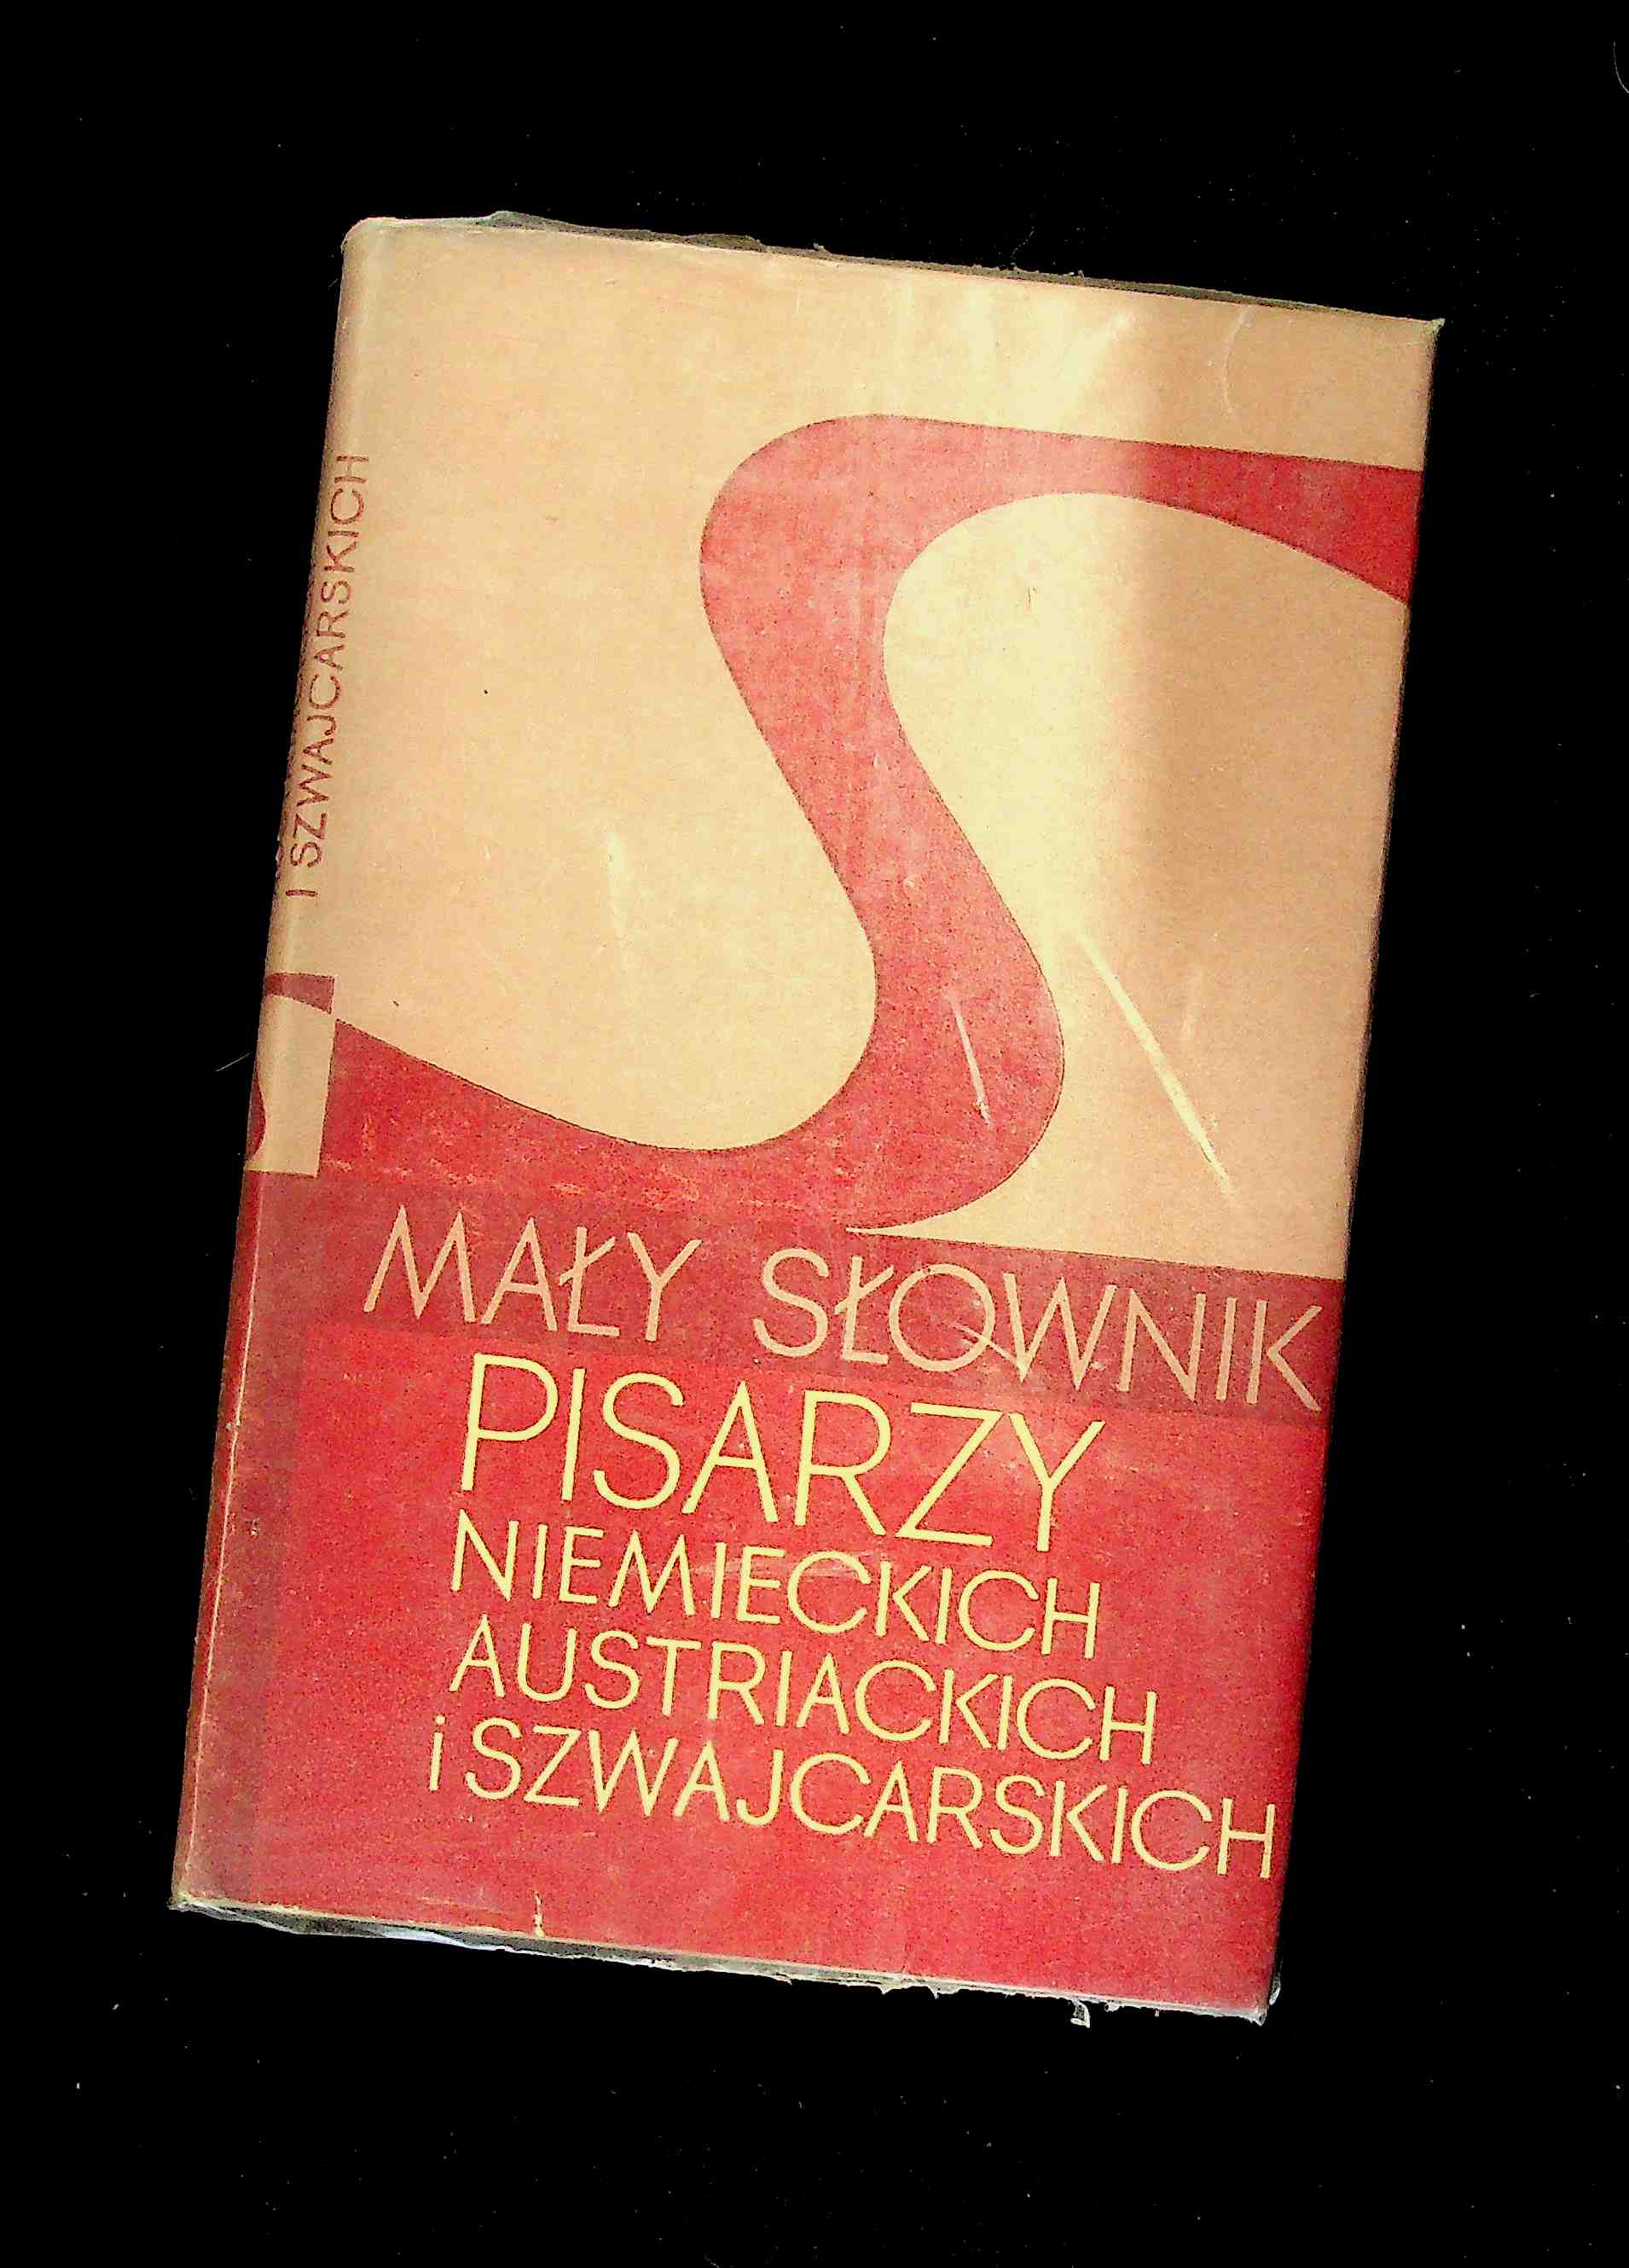 I SZWAJCARSKICH
MAŁY SŁOWNIK
PISARZY
NIEMIECKICH
AUSTRIACKICH
i SZWAJCARSKICH